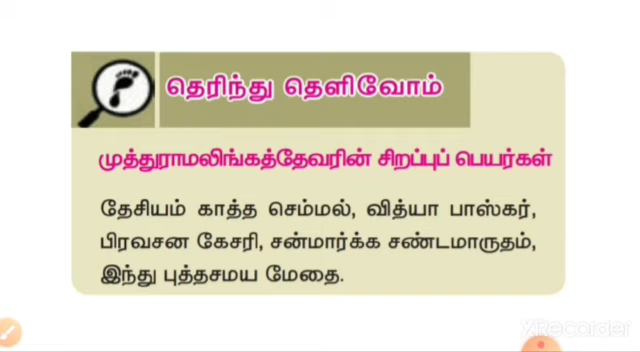 தெரிந்து தெளிவோம்
முத்துராமலிங்கத்தேவரின் சிறப்புப் பெயர்கள்
தேசியம் காத்த செம்மல், வித்யா பாஸ்கர்,
பிரவசன கேசரி, சன்மார்க்க சண்டமாருதம்,
இந்து புத்தசமய மேதை.
XRecorder